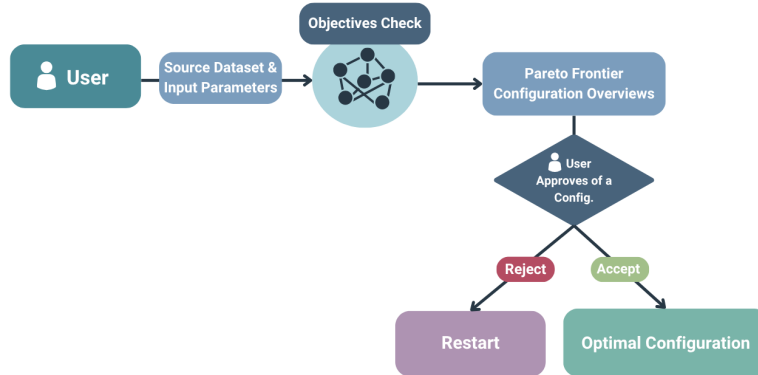 Objectives Check
User
Source Dataset &
Input Parameters
Pareto Frontier
Configuration Overviews
User
Approves of a
Config.
Reject
Accept
Restart
Optimal Configuration